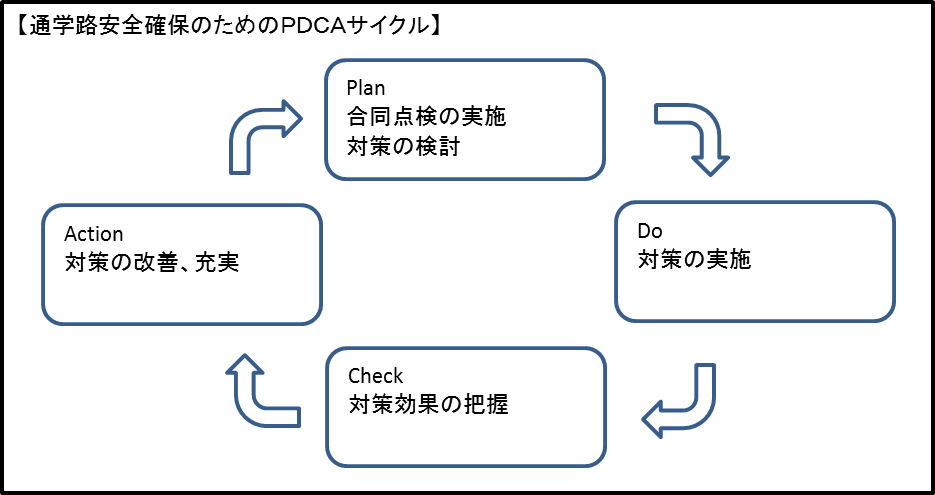 【通学路安全確保のためのPDCAサイクル】
Plan
合同点検の実施
対策の検討
Do
対策の実施
Check
対策効果の把握
Action
対策の改善、充実